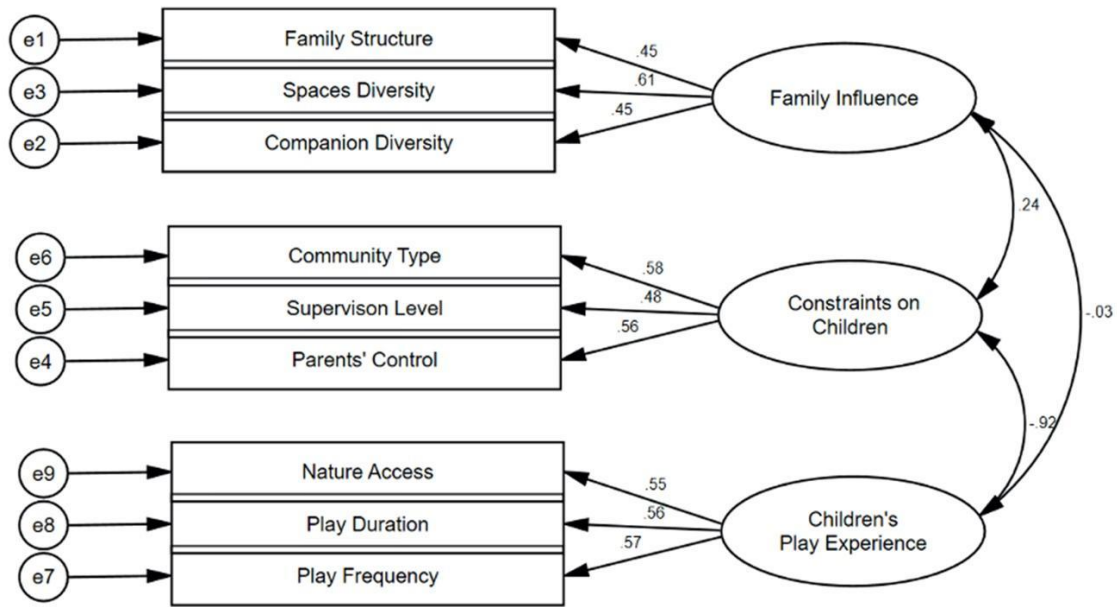 e1
Family Structure
.45
e3
Spaces Diversity
.61
Family Influence
e2
Companion Diversity
.45
.24
e6
Community Type
.58
e5
Supervison Level
.48
Constraints on
Children
-.03
e4
Parents' Control
.56
-.92
e9
Nature Access
.55
e8
Play Duration
.56
Children's
Play Experience
e7
Play Frequency
.57